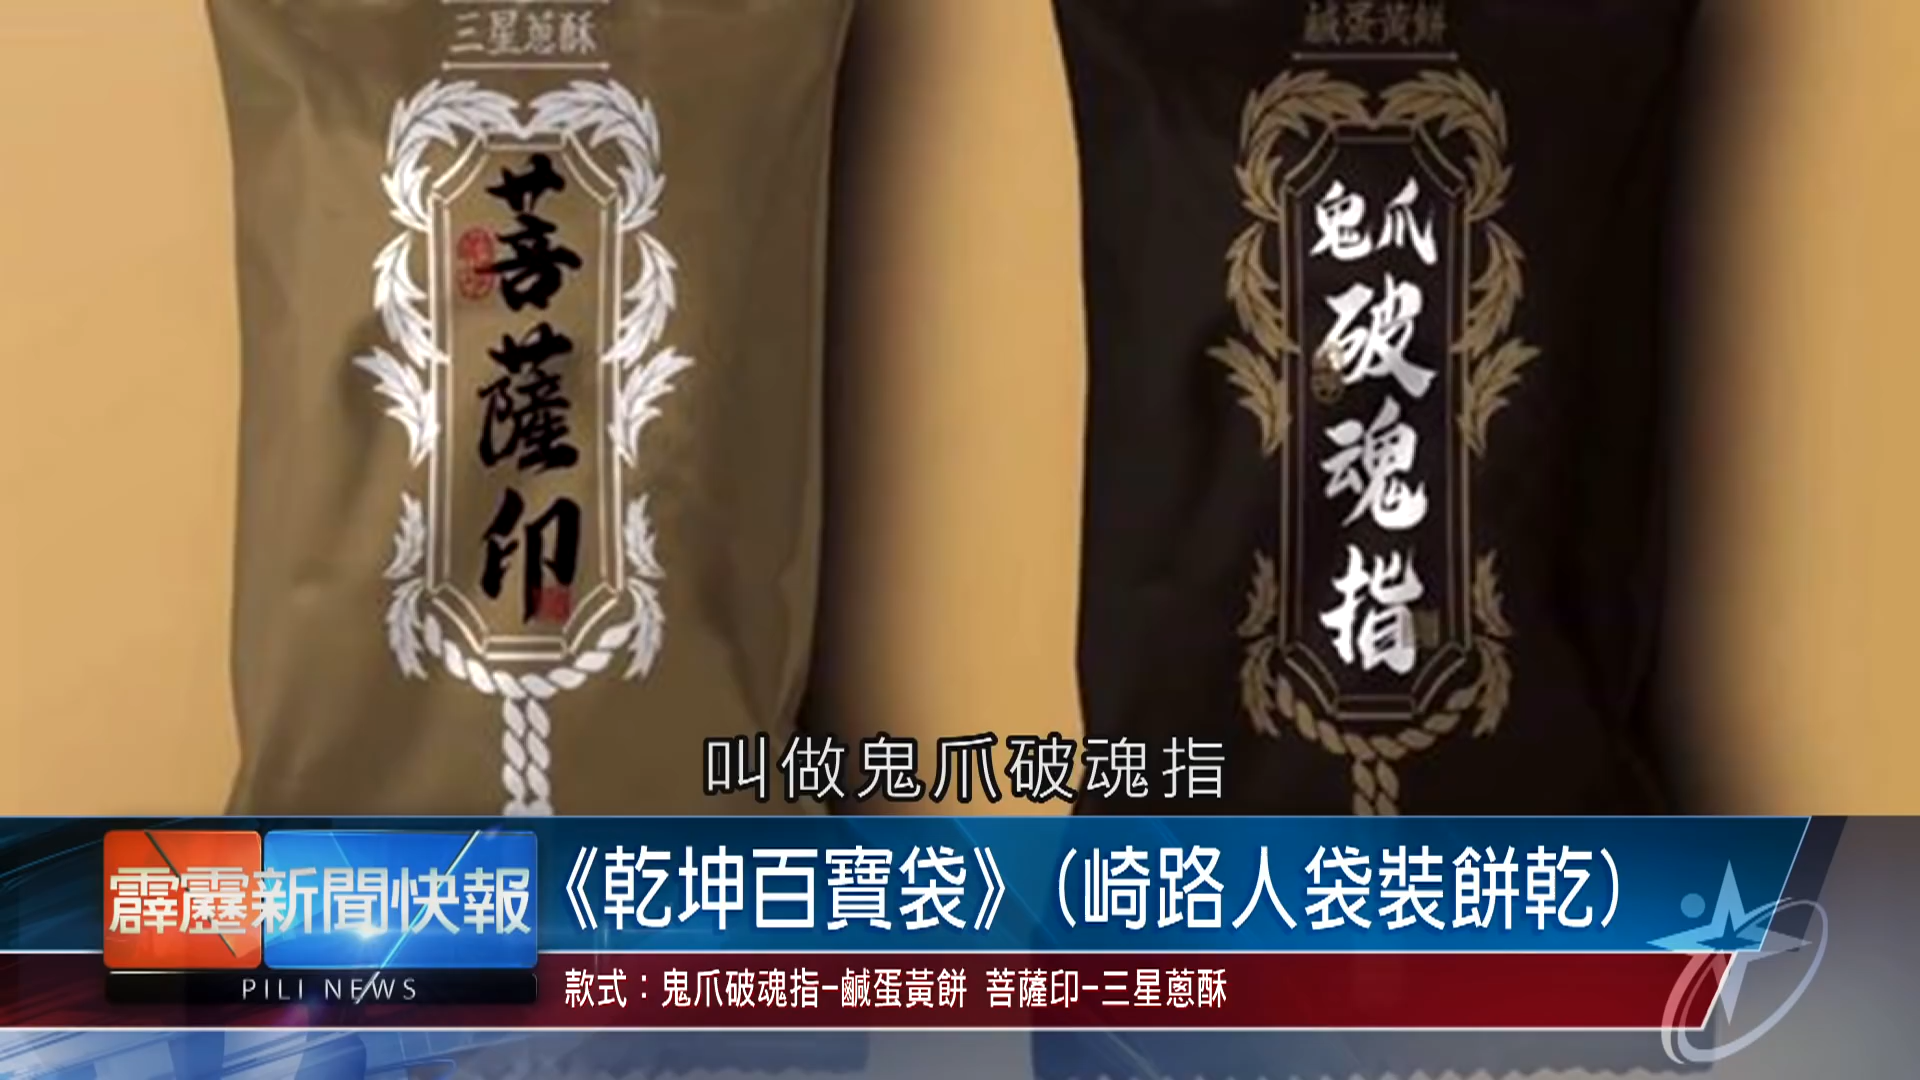 三星蔥酥
菩薩印
鹹蛋黃餅
鬼爪破魂指
叫做鬼爪破魂指
霹靂新聞快報
PILI NEWS
《乾坤百寶袋》(崎路人袋裝餅乾)
款式：鬼爪破魂指-鹹蛋黃餅 菩薩印-三星蔥酥